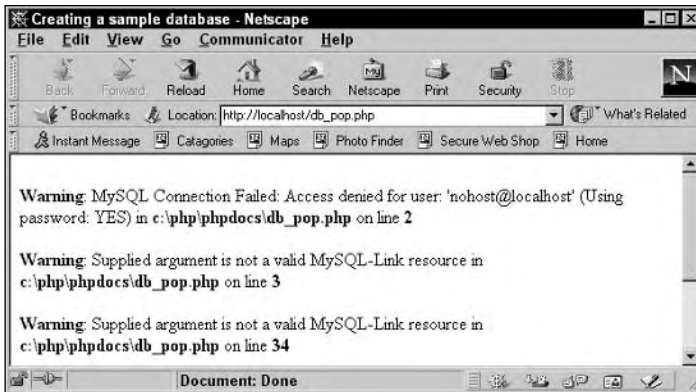 Creating a sample database - Netscape
File Edit View Go Communicator Help
Back Forward Reload Home Search Netscape Print Security Stop
My
N
Bookmarks Location: http://localhost/db_pop.php What's Related
Instant Message Catagories Maps Photo Finder Secure Web Shop Home
Warning: MySQL Connection Failed: Access denied for user: 'nohost@localhost' (Using
password: YES) in c:\php\phpdocs\db_pop.php on line 2
Warning: Supplied argument is not a valid MySQL-Link resource in
c:\php\phpdocs\db_pop.php on line 3
Warning: Supplied argument is not a valid MySQL-Link resource in
c:\php\phpdocs\db_pop.php on line 34
Document: Done